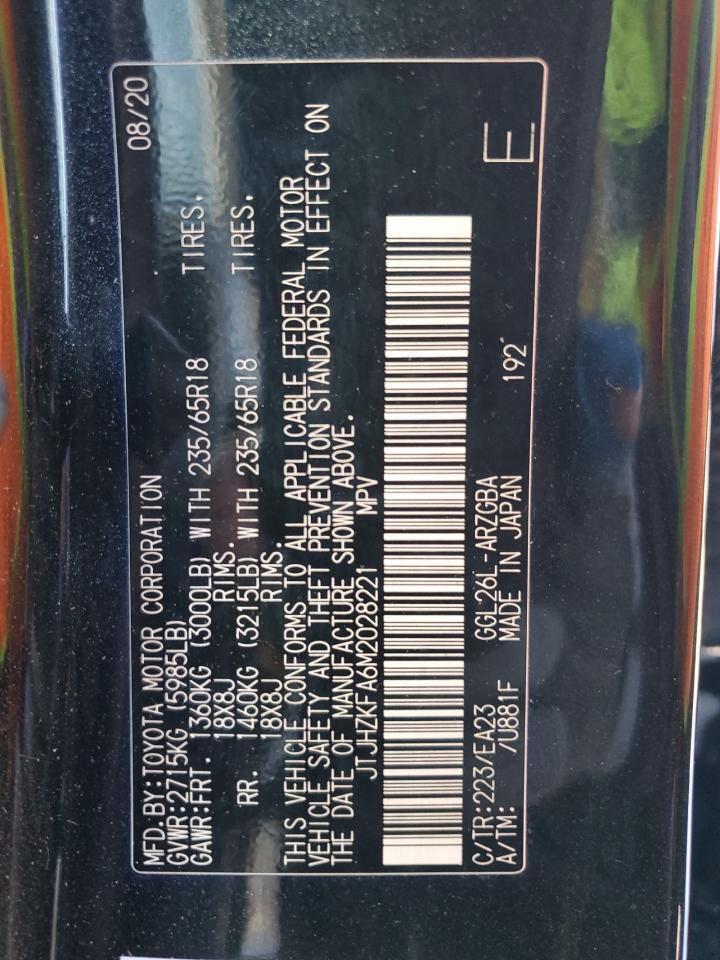 MFD.BY:TOYOTA MOTOR CORPORATION 08/20
GVWR:2715KG (5985LB)
GAWR:FRT. 1360KG (3000LB) WITH 235/65R18 TIRES.
18X8J RIMS.
RR. 1460KG (3215LB) WITH 235/65R18 TIRES.
18X8J RIMS.
THIS VEHICLE CONFORMS TO ALL APPLICABLE FEDERAL MOTOR
VEHICLE SAFETY AND THEFT PREVENTION STANDARDS IN EFFECT ON
THE DATE OF MANUFACTURE SHOWN ABOVE.
JTJHZKFA6M2028221 MPV
C/TR:223/EA23 GGL26L-ARZGBA
A/TM: /U881F MADE IN JAPAN 192
E